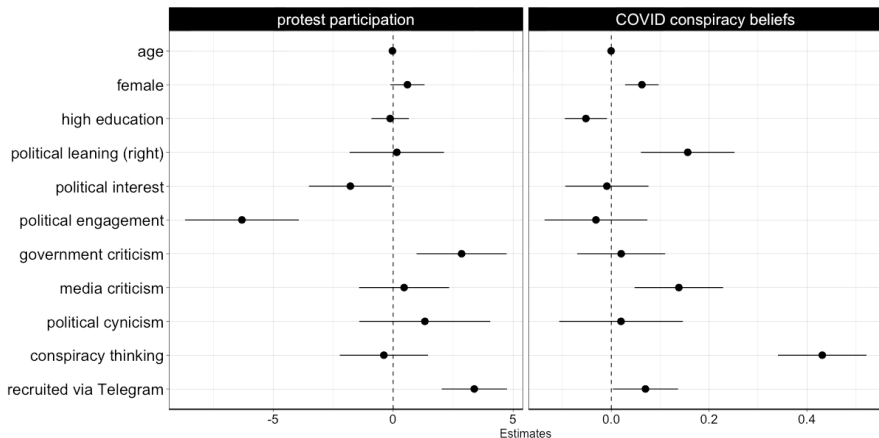 protest participation
COVID conspiracy beliefs
age
female
high education
political leaning (right)
political interest
political engagement
government criticism
media criticism
political cynicism
conspiracy thinking
recruited via Telegram
-5 0 5 0.0 0.2 0.4
Estimates